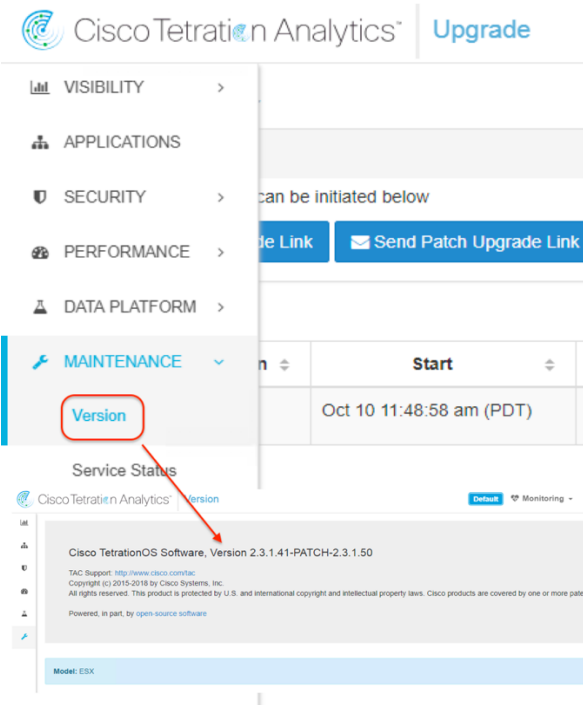 Cisco Tetration Analytics™ Upgrade
VISIBILITY
APPLICATIONS
SECURITY
can be initiated below
de Link
Send Patch Upgrade Link
PERFORMANCE
DATA PLATFORM
MAINTENANCE
n Start
Version
Oct 10 11:48:58 am (PDT)
Service Status
Cisco Tetration Analytics™ Version
Default Monitoring
Cisco TetrationOS Software, Version 2.3.1.41-PATCH-2.3.1.50
TAC Support: http://www.cisco.com/tac
Copyright (c) 2015-2018 by Cisco Systems, Inc.
All rights reserved. This product is protected by U.S. and international copyright and intellectual property laws. Cisco products are covered by one or more pate
Powered, in part, by open-source software
Model: ESX